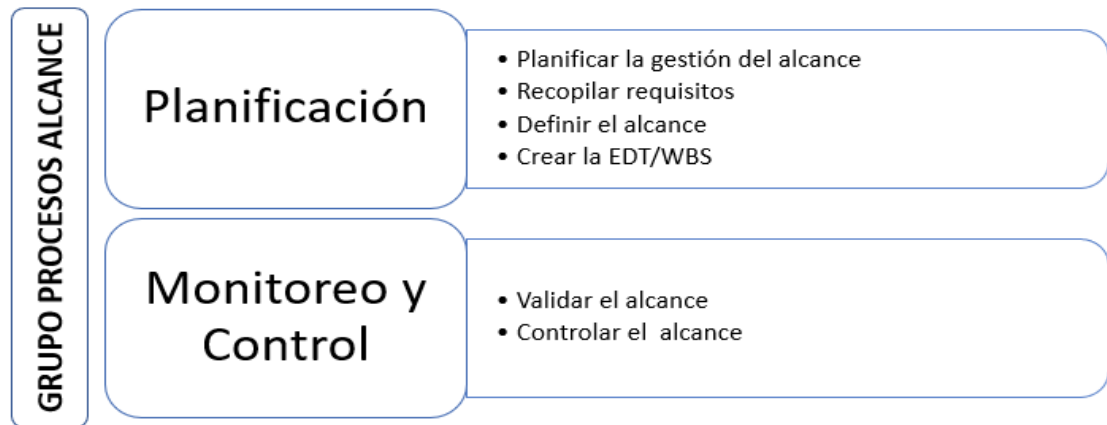 GRUPO PROCESOS ALCANCE
Planificación
• Planificar la gestión del alcance
• Recopilar requisitos
• Definir el alcance
• Crear la EDT/WBS
Monitoreo y
Control
• Validar el alcance
• Controlar el alcance